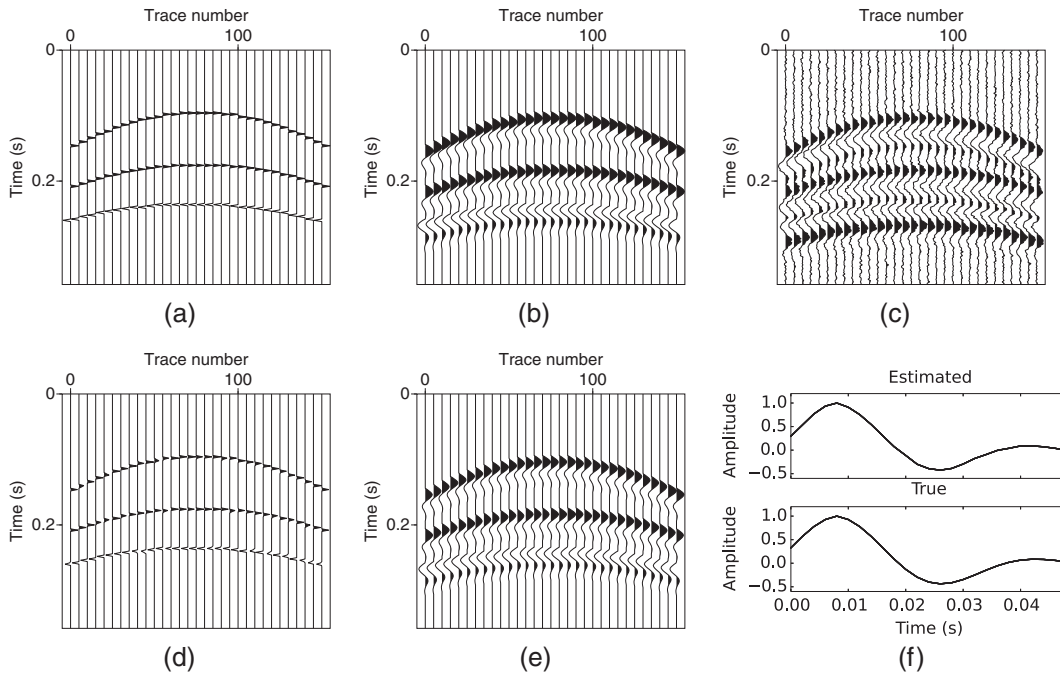 Trace number
0 100
0
0.2
Time (s)
(a)
Trace number
0 100
0
0.2
Time (s)
(b)
Trace number
0 100
0
0.2
Time (s)
(c)
Trace number
0 100
0
0.2
Time (s)
(d)
Trace number
0 100
0
0.2
Time (s)
(e)
Estimated
1.0
0.5
0.0
−0.5
Amplitude
True
1.0
0.5
0.0
−0.5
Amplitude
0.00 0.01 0.02 0.03 0.04
Time (s)
(f)